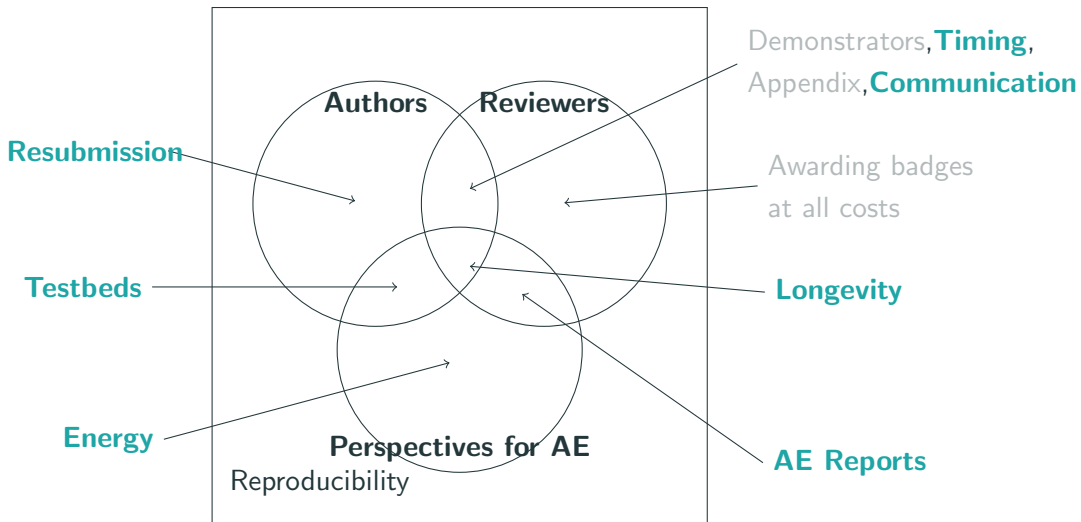 Demonstrators,Timing,
Appendix,Communication
Authors
Reviewers
Resubmission
Awarding badges
at all costs
Testbeds
Longevity
Energy
Perspectives for AE
AE Reports
Reproducibility